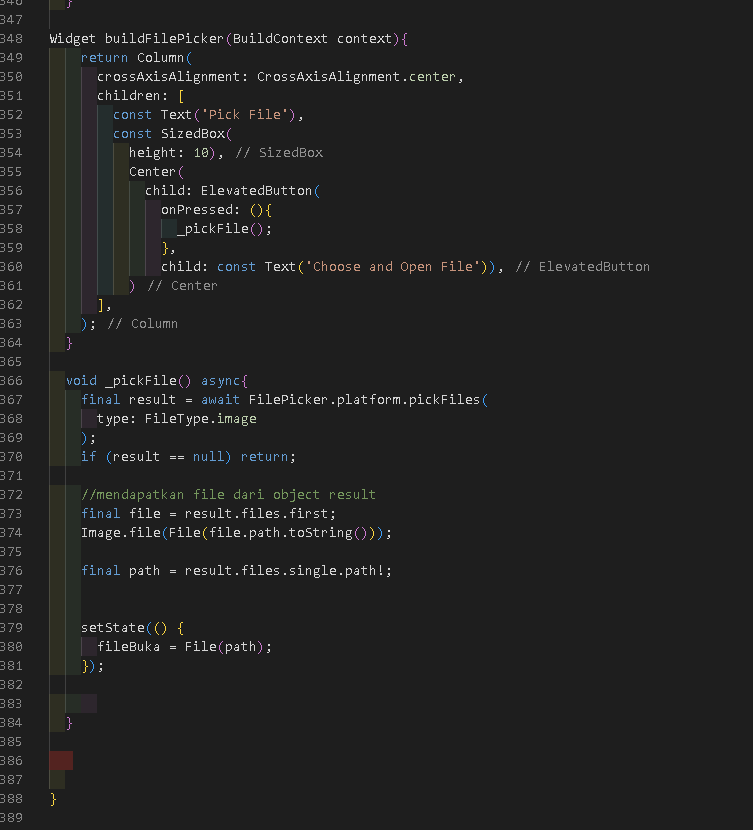 346 }
347
348 Widget buildFilePicker(BuildContext context){
349 return Column(
350 crossAxisAlignment: CrossAxisAlignment.center,
351 children: [
352 const Text('Pick File'),
353 const SizedBox(
354 height: 10), // SizedBox
355 Center(
356 child: ElevatedButton(
357 onPressed: (){
358 _pickFile();
359 },
360 child: const Text('Choose and Open File')), // ElevatedButton
361 ) // Center
362 ],
363 ); // Column
364 }
365
366 void _pickFile() async{
367 final result = await FilePicker.platform.pickFiles(
368 type: FileType.image
369 );
370 if (result == null) return;
371
372 //mendapatkan file dari object result
373 final file = result.files.first;
374 Image.file(File(file.path.toString()));
375
376 final path = result.files.single.path!;
377
378
379 setState(() {
380 fileBuka = File(path);
381 });
382
383
384 }
385
386
387
388 }
389